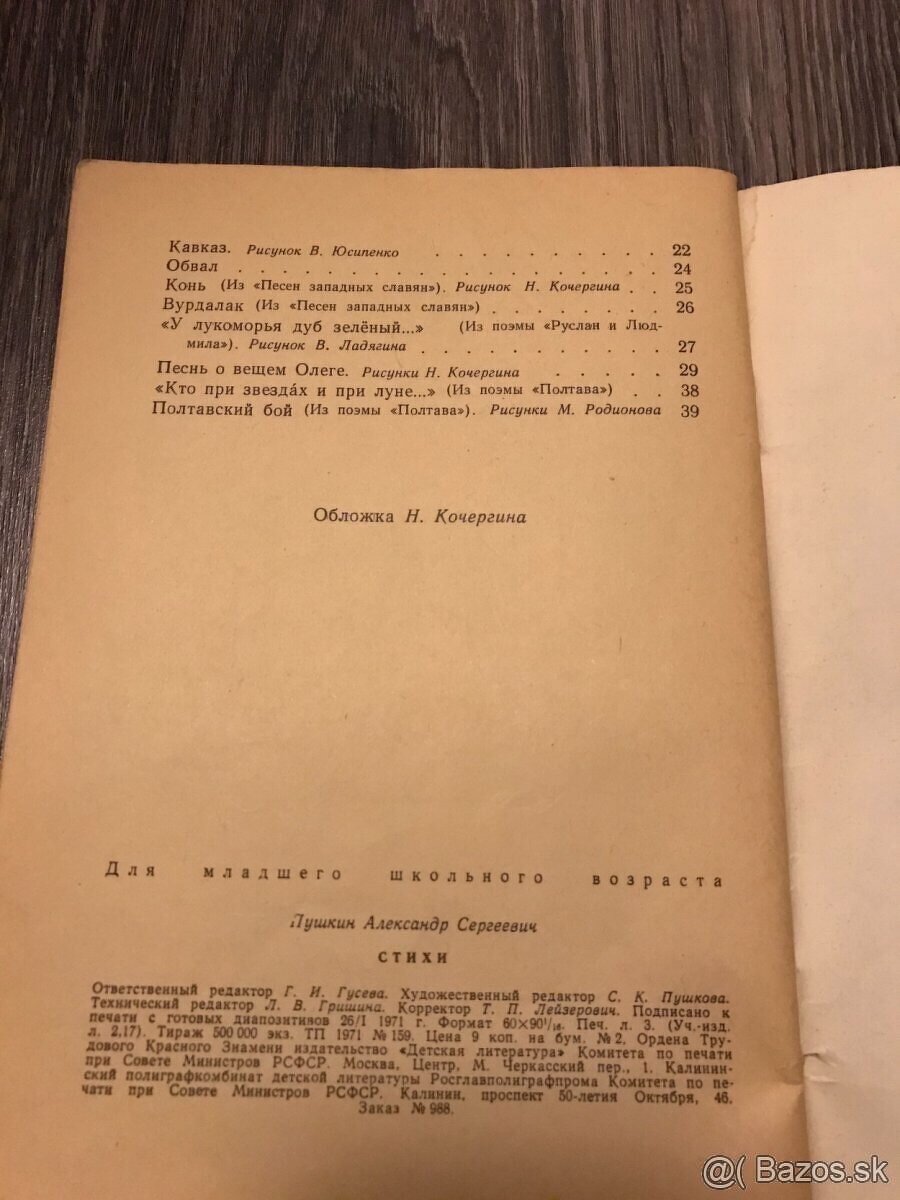 Кавказ. Рисунок В. Юсипенко . . . . . . . . . 22
Обвал . . . . . . . . . . . . . . . . . . 24
Конь (Из «Песен западных славян»). Рисунок Н. Кочергина . . 25
Вурдалак (Из «Песен западных славян») . . . . . . . . 26
«У лукоморья дуб зелёный...» (Из поэмы «Руслан и Люд-
мила»). Рисунок В. Ладягина . . . . . . . . . . 27
Песнь о вещем Олеге. Рисунки Н. Кочергина . . . . . 29
«Кто при звезда́х и при луне...» (Из поэмы «Полтава») . . 38
Полтавский бой (Из поэмы «Полтава»). Рисунки М. Родионова 39
Обложка Н. Кочергина
Для младшего школьного возраста
Пушкин Александр Сергеевич
СТИХИ
Ответственный редактор Г. И. Гусева. Художественный редактор С. К. Пушкова.
Технический редактор Л. В. Гришина. Корректор Т. П. Лейзерович. Подписано к
печати с готовых диапозитивов 26/I 1971 г. Формат 60×90¹/₁₆. Печ. л. 3. (Уч.-изд.
л. 2,17). Тираж 500 000 экз. ТП 1971 № 159. Цена 9 коп. на бум. № 2. Ордена Тру-
дового Красного Знамени издательство «Детская литература» Комитета по печати
при Совете Министров РСФСР. Москва, Центр, М. Черкасский пер., 1. Калинин-
ский полиграфкомбинат детской литературы Росглавполиграфпрома Комитета по пе-
чати при Совете Министров РСФСР. Калинин, проспект 50-летия Октября, 46.
Заказ № 988.
@( Bazos.sk